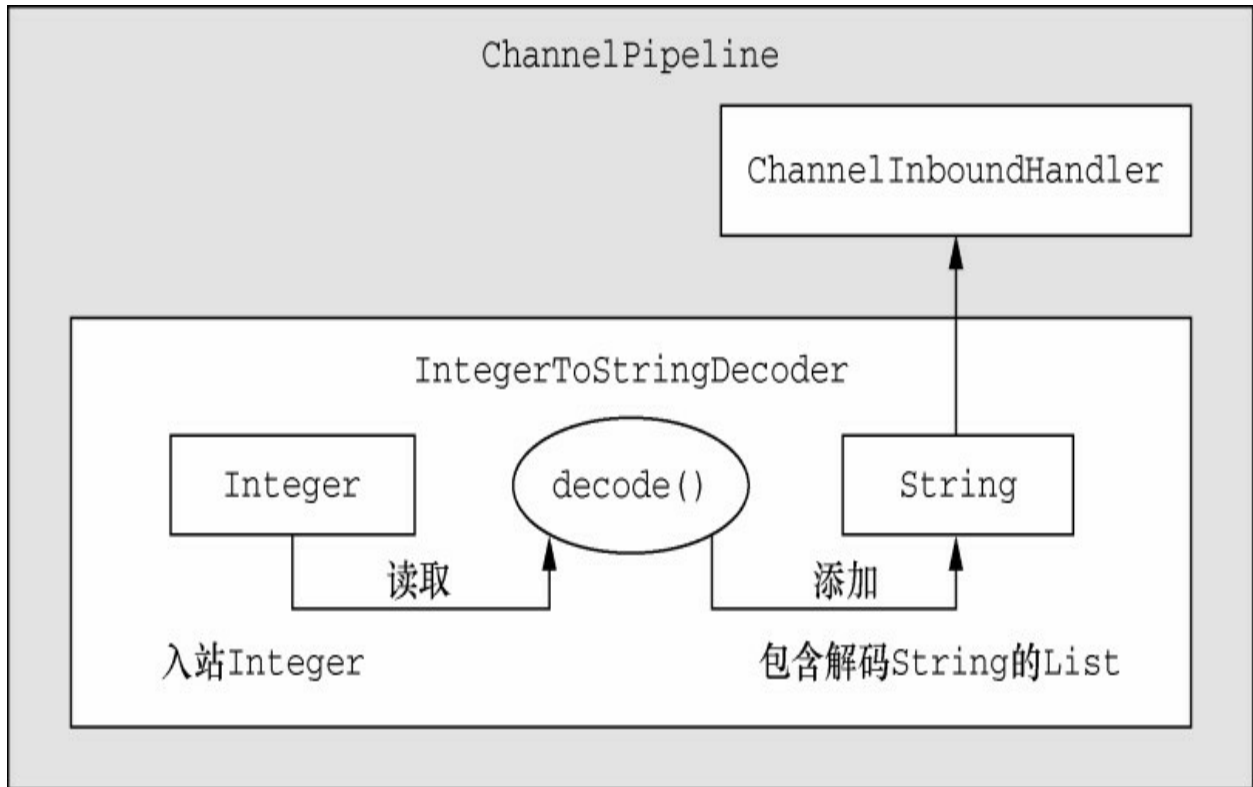 ChannelPipeline
ChannelInboundHandler
IntegerToStringDecoder
Integer
decode()
String
读取
添加
入站Integer
包含解码String的List